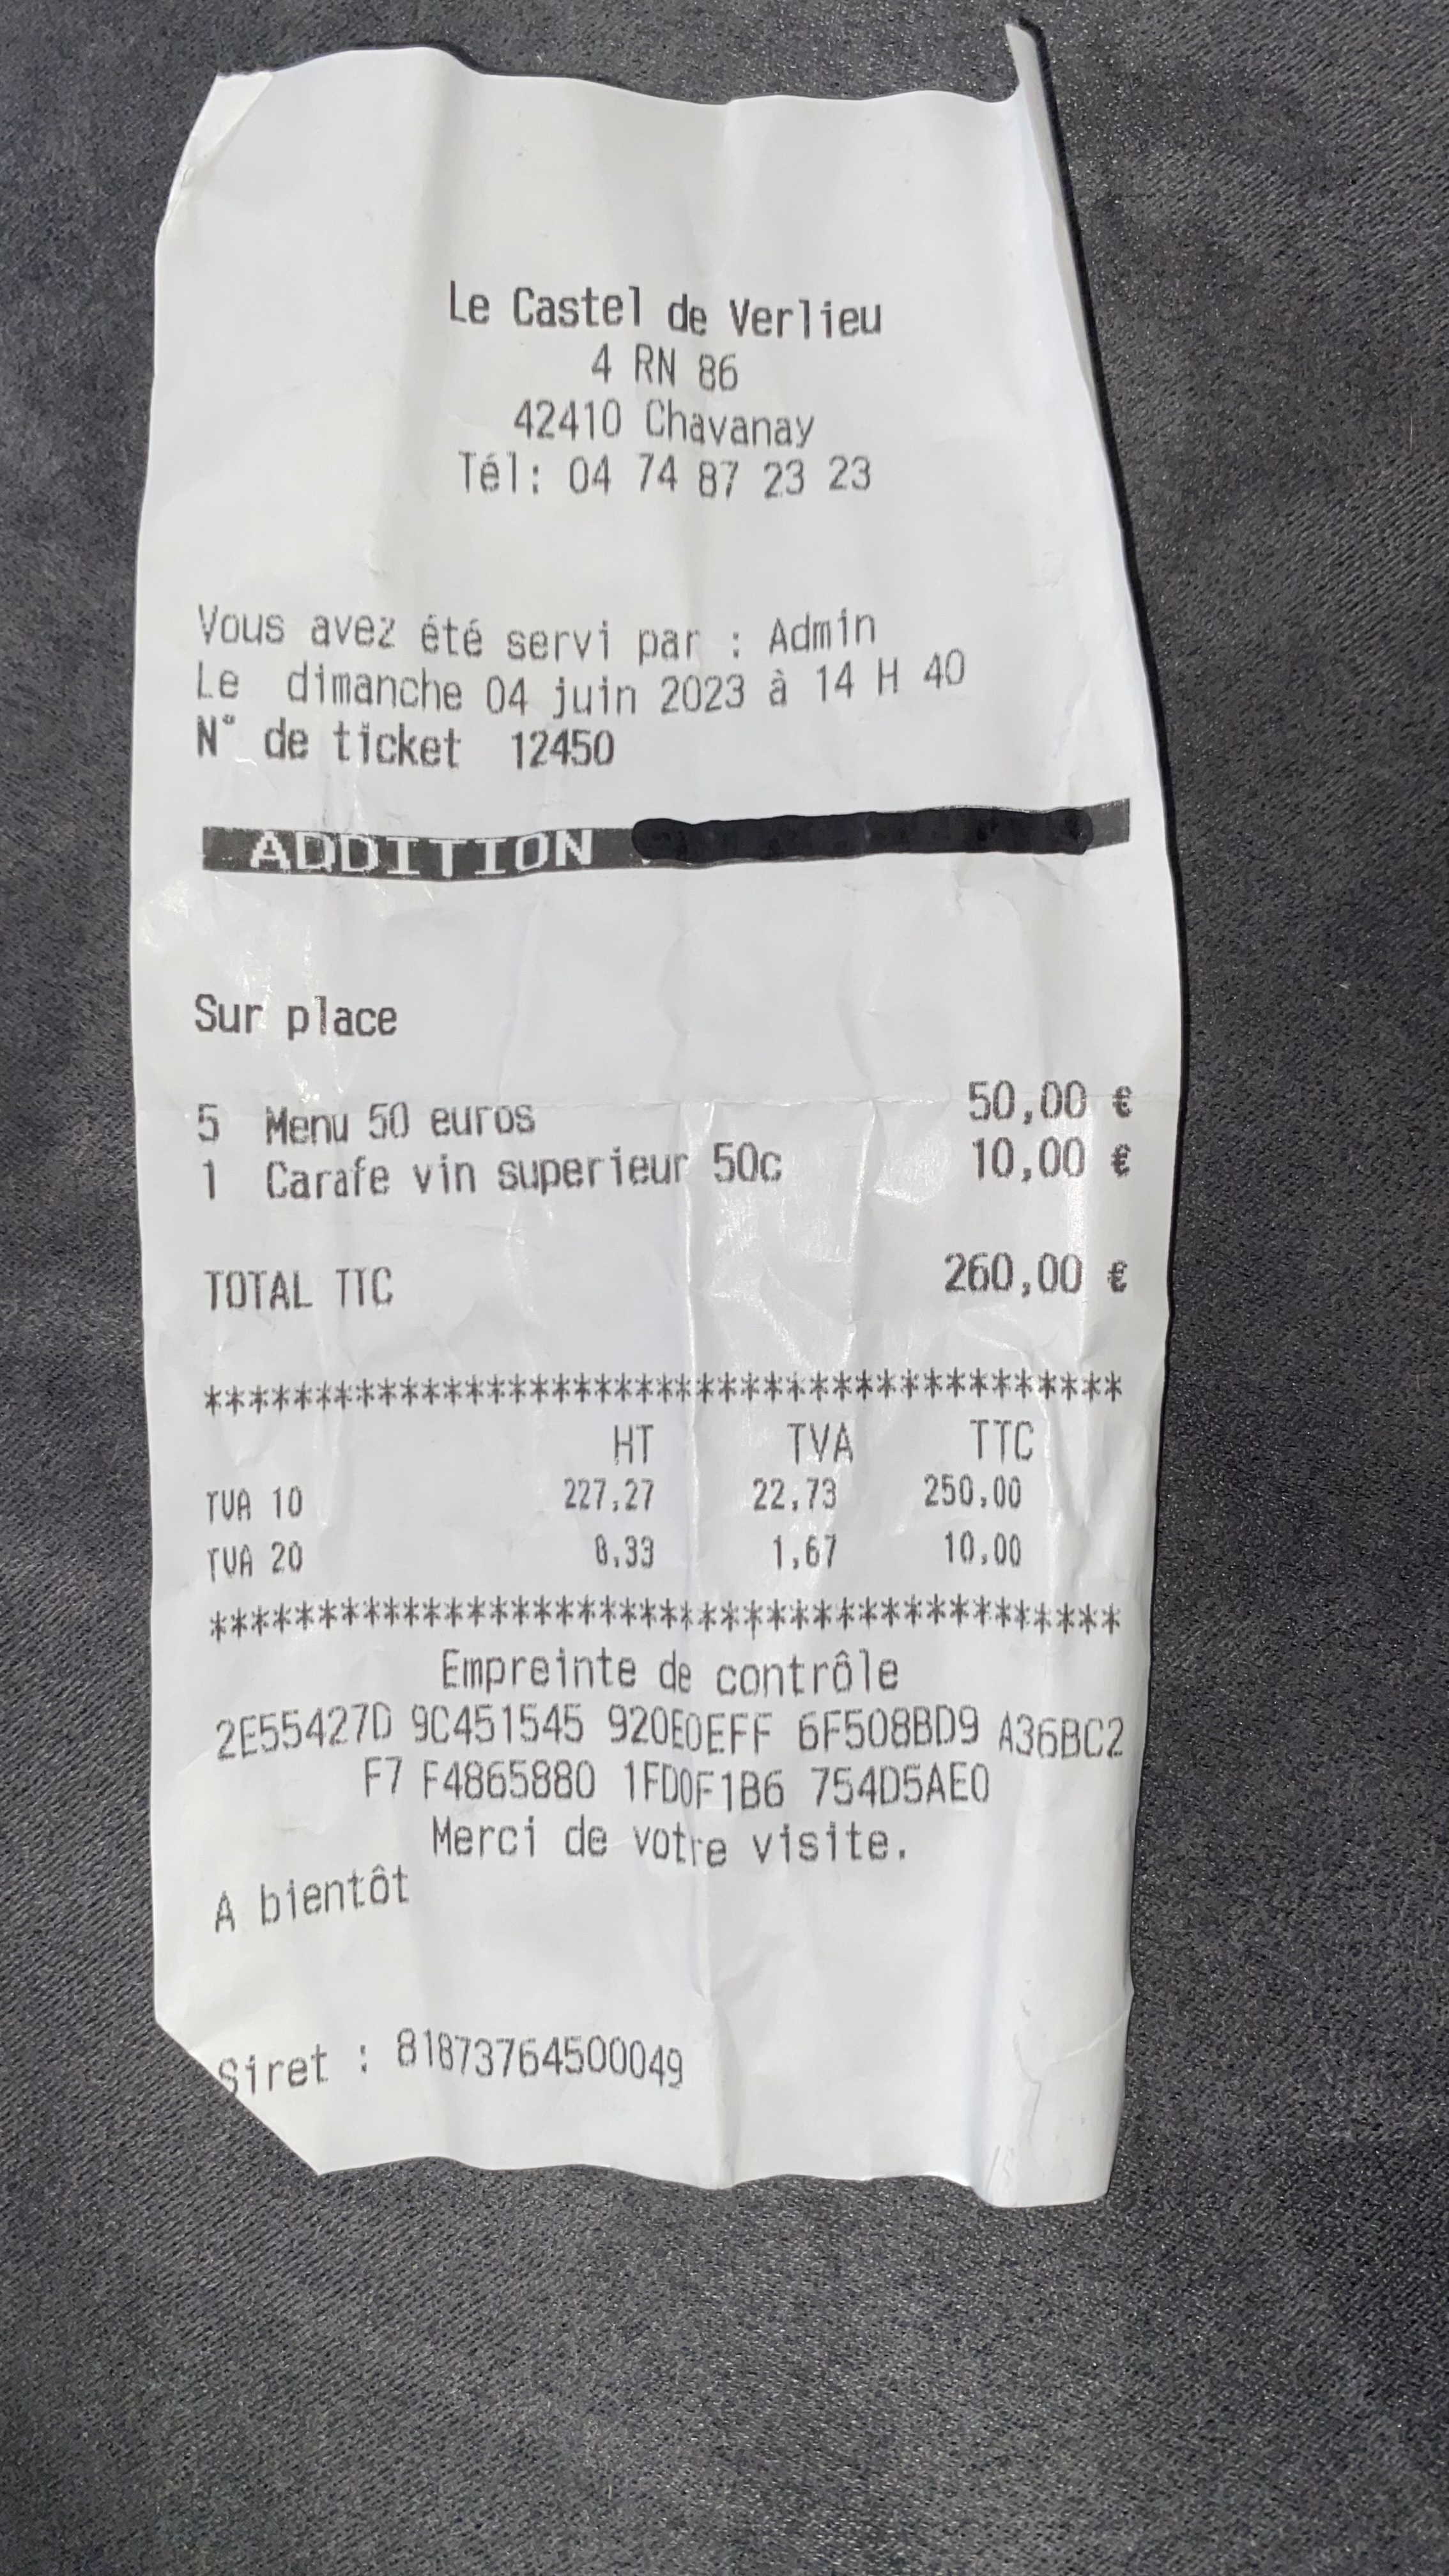 Le Castel de Verlieu
4 RN 86
42410 Chavanay
Tél: 04 74 87 23 23
Vous avez été servi par : Admin
Le dimanche 04 juin 2023 à 14 H 40
N° de ticket 12450
ADDITION
Sur place
5 Menu 50 euros 50,00 €
1 Carafe vin superieur 50c 10,00 €
TOTAL TTC 260,00 €
****************************************
HT TVA TTC
TVA 10 227,27 22,73 250,00
TVA 20 8,33 1,67 10,00
****************************************
Empreinte de contrôle
2E55427D 9C451545 920E0EFF 6F508BD9 A36BC2
F7 F4865880 1FD0F1B6 754D5AE0
Merci de votre visite.
A bientôt
Siret : 81873764500049